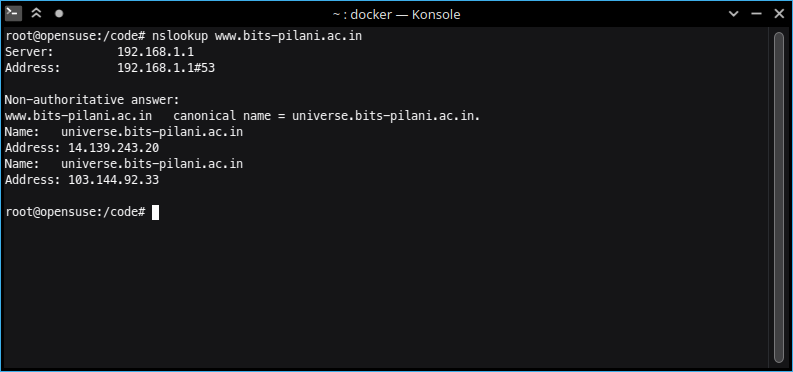 ~ : docker — Konsole
root@opensuse:/code# nslookup www.bits-pilani.ac.in
Server:         192.168.1.1
Address:        192.168.1.1#53

Non-authoritative answer:
www.bits-pilani.ac.in   canonical name = universe.bits-pilani.ac.in.
Name:   universe.bits-pilani.ac.in
Address: 14.139.243.20
Name:   universe.bits-pilani.ac.in
Address: 103.144.92.33

root@opensuse:/code#